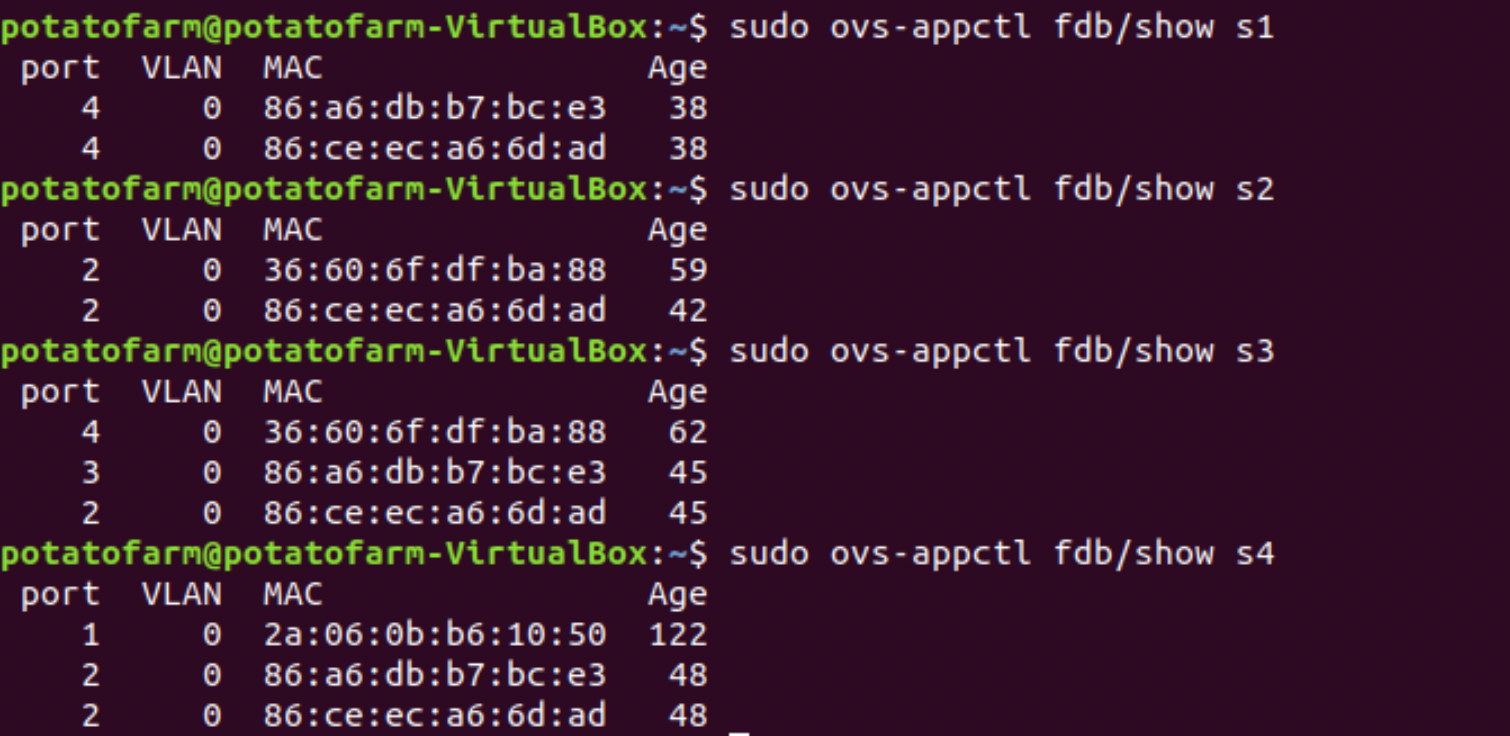 potatofarm@potatofarm-VirtualBox:~$ sudo ovs-appctl fdb/show s1
 port  VLAN  MAC                Age
    4     0  86:a6:db:b7:bc:e3   38
    4     0  86:ce:ec:a6:6d:ad   38
potatofarm@potatofarm-VirtualBox:~$ sudo ovs-appctl fdb/show s2
 port  VLAN  MAC                Age
    2     0  36:60:6f:df:ba:88   59
    2     0  86:ce:ec:a6:6d:ad   42
potatofarm@potatofarm-VirtualBox:~$ sudo ovs-appctl fdb/show s3
 port  VLAN  MAC                Age
    4     0  36:60:6f:df:ba:88   62
    3     0  86:a6:db:b7:bc:e3   45
    2     0  86:ce:ec:a6:6d:ad   45
potatofarm@potatofarm-VirtualBox:~$ sudo ovs-appctl fdb/show s4
 port  VLAN  MAC                Age
    1     0  2a:06:0b:b6:10:50  122
    2     0  86:a6:db:b7:bc:e3   48
    2     0  86:ce:ec:a6:6d:ad   48